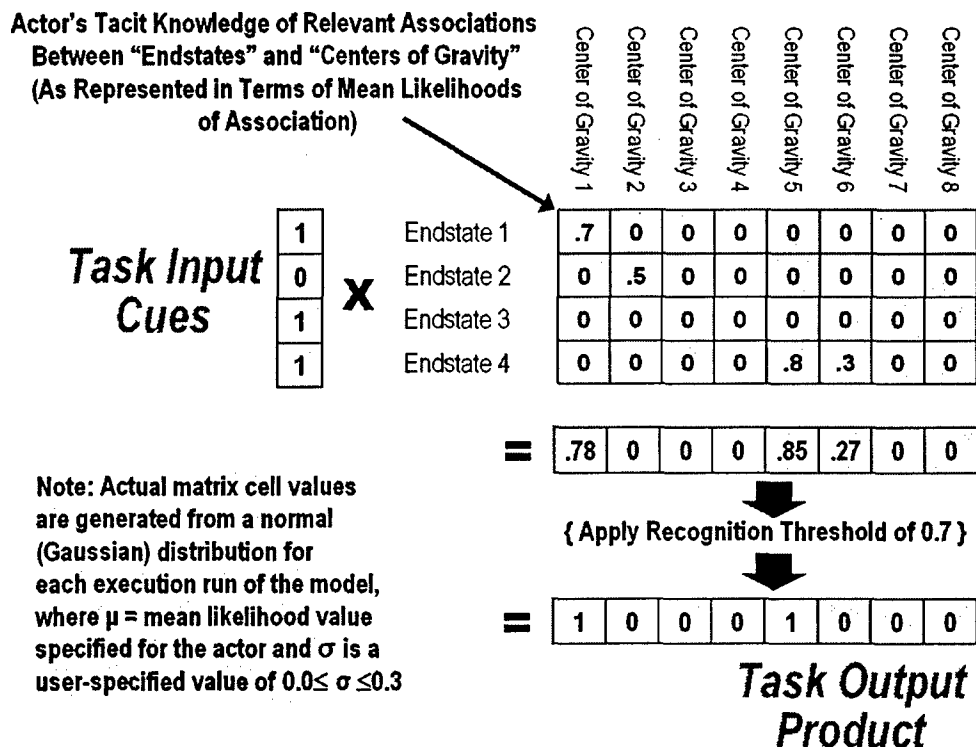 Actor's Tacit Knowledge of Relevant Associations
Between "Endstates" and "Centers of Gravity"
(As Represented in Terms of Mean Likelihoods
of Association)
Center of Gravity 1
Center of Gravity 2
Center of Gravity 3
Center of Gravity 4
Center of Gravity 5
Center of Gravity 6
Center of Gravity 7
Center of Gravity 8
Task Input
Cues
1
0
1
1
X
Endstate 1 .7 0 0 0 0 0 0 0
Endstate 2 0 .5 0 0 0 0 0 0
Endstate 3 0 0 0 0 0 0 0 0
Endstate 4 0 0 0 0 .8 .3 0 0
= .78 0 0 0 .85 .27 0 0
{ Apply Recognition Threshold of 0.7 }
= 1 0 0 0 1 0 0 0
Task Output
Product
Note: Actual matrix cell values
are generated from a normal
(Gaussian) distribution for
each execution run of the model,
where μ = mean likelihood value
specified for the actor and σ is a
user-specified value of 0.0≤ σ ≤0.3